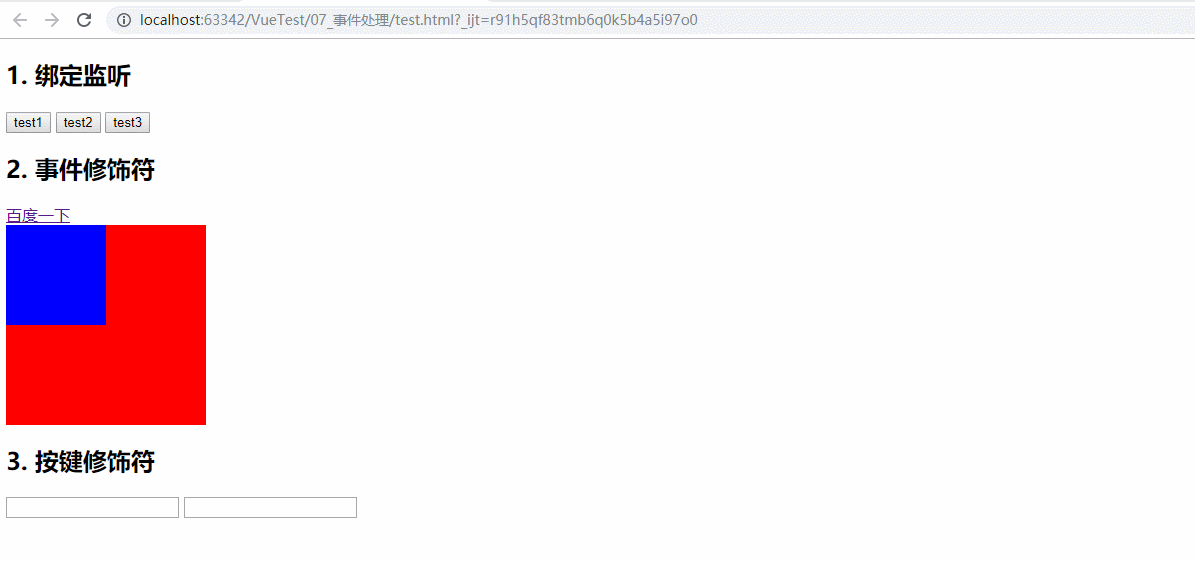 localhost:63342/VueTest/07_事件处理/test.html?_ijt=r91h5qf83tmb6q0k5b4a5i97o0
1. 绑定监听
test1 test2 test3
2. 事件修饰符
百度一下
3. 按键修饰符